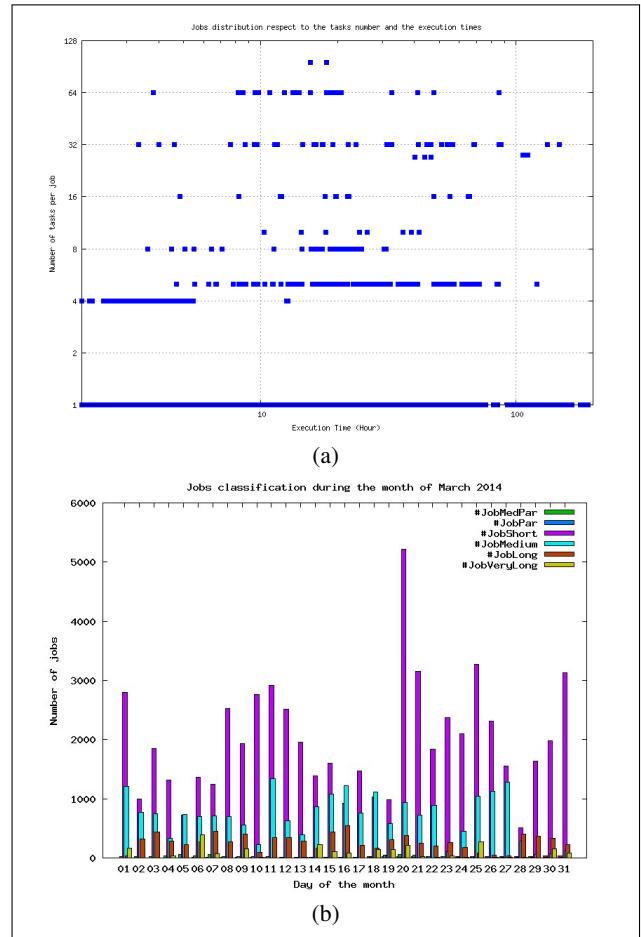 Jobs distribution respect to the tasks number and the execution times
128
64
32
16
8
4
2
1
Number of tasks per job
10
100
Execution Time (Hour)
(a)
Jobs classification during the month of March 2014
6000
5000
4000
3000
2000
1000
0
Number of jobs
#JobMedPar
#JobPar
#JobShort
#JobMedium
#JobLong
#JobVeryLong
01 02 03 04 05 06 07 08 09 10 11 12 13 14 15 16 17 18 19 20 21 22 23 24 25 26 27 28 29 30 31
Day of the month
(b)